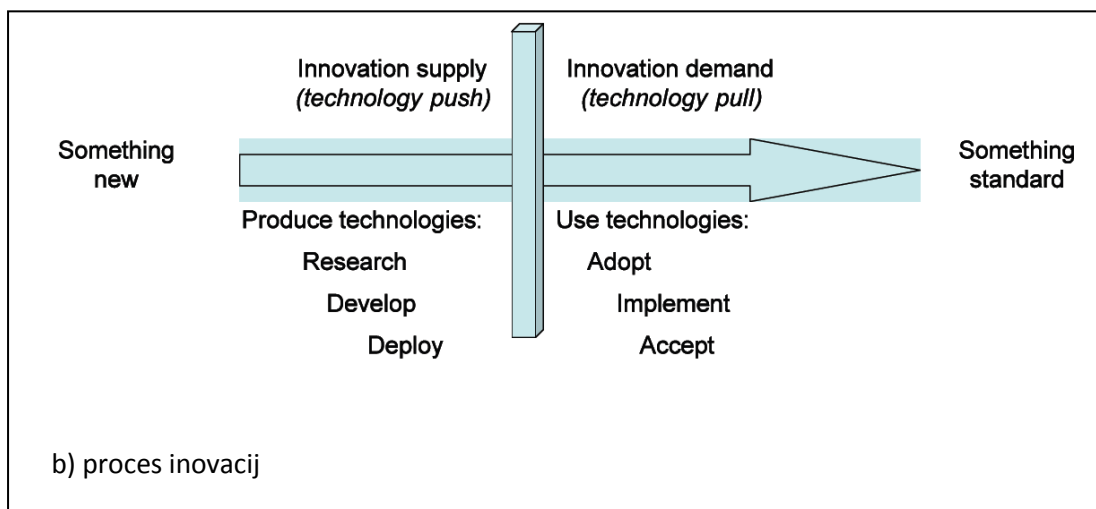 Innovation supply
(technology push)
Innovation demand
(technology pull)
Something
new
Something
standard
Produce technologies:
Research
Develop
Deploy
Use technologies:
Adopt
Implement
Accept
b) proces inovacij